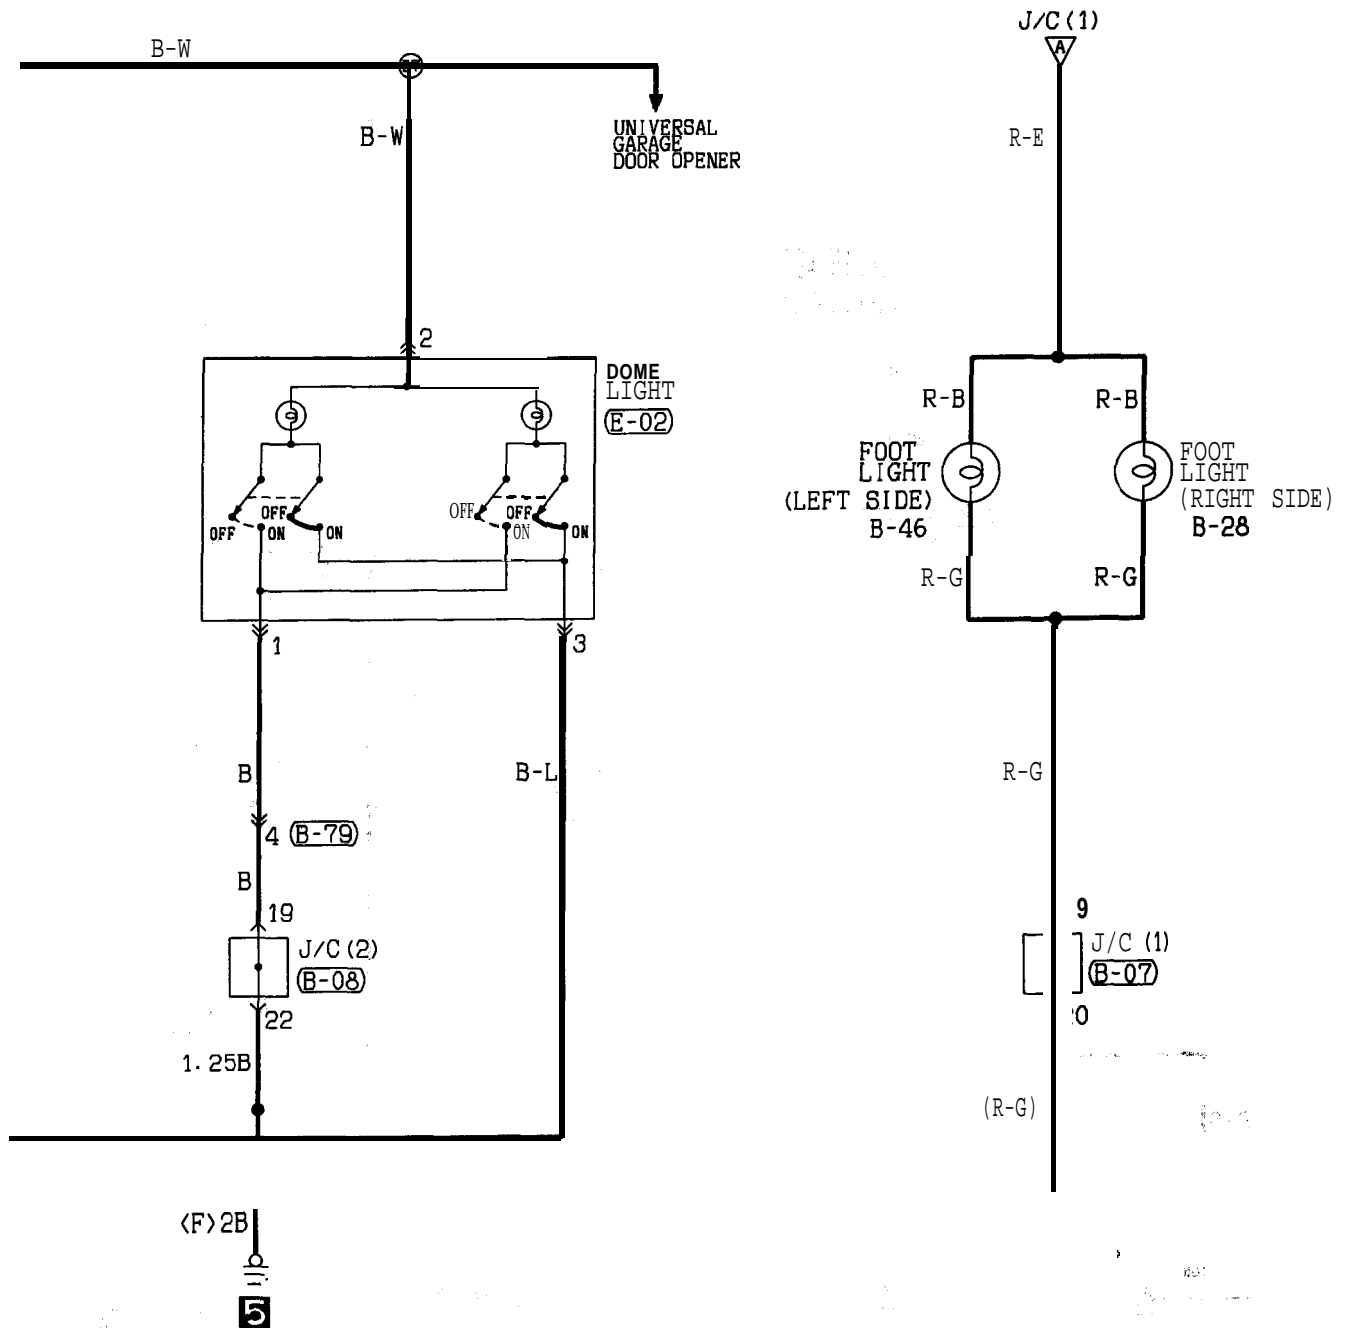 J/C(1)
A
B-W
B-W
UNIVERSAL
GARAGE
DOOR OPENER
R-E
2
DOME
LIGHT
E-02
R-B
R-B
FOOT
LIGHT
(LEFT SIDE)
B-46
FOOT
LIGHT
(RIGHT SIDE)
B-28
OFF
ON
OFF
ON
OFF
ON
OFF
ON
R-G
R-G
1
3
B
B-L
R-G
4
B-79
B
19
9
J/C(2)
B-08
J/C (1)
B-07
22
1.25B
(R-G)
<F>2B
5